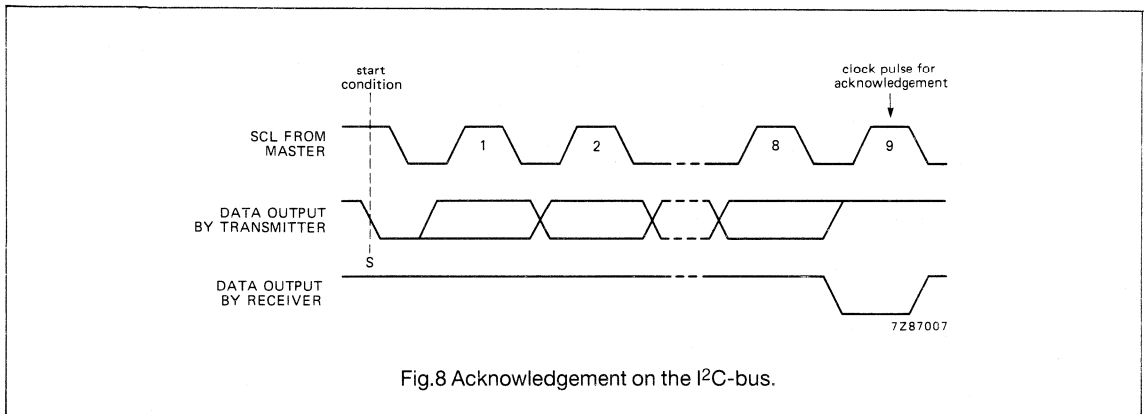 start
condition
clock pulse for
acknowledgement
SCL FROM
MASTER
1
2
8
9
DATA OUTPUT
BY TRANSMITTER
S
DATA OUTPUT
BY RECEIVER
7Z87007
Fig.8 Acknowledgement on the I²C-bus.